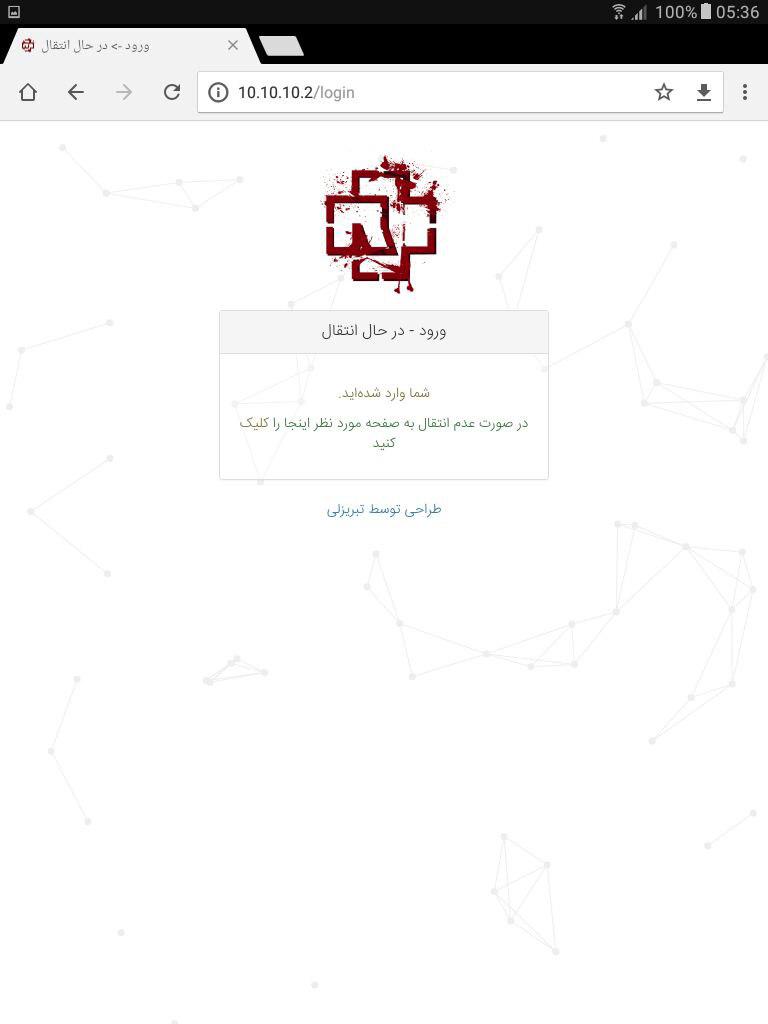 100% 05:36
ورود -> در حال انتقال
10.10.10.2/login
ورود - در حال انتقال
شما وارد شده‌اید.
در صورت عدم انتقال به صفحه مورد نظر اینجا را کلیک
کنید
طراحی توسط تبریزلی